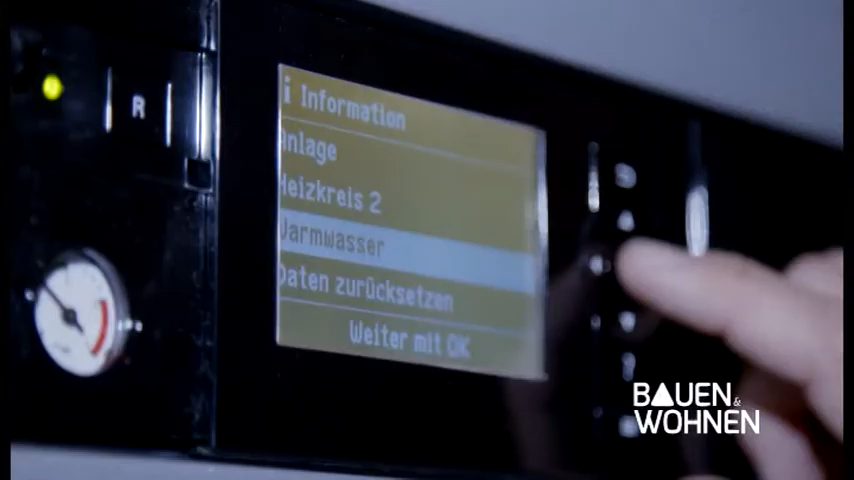 R
i Information
Anlage
Heizkreis 2
Warmwasser
Daten zurücksetzen
Weiter mit OK
BAUEN &
WOHNEN